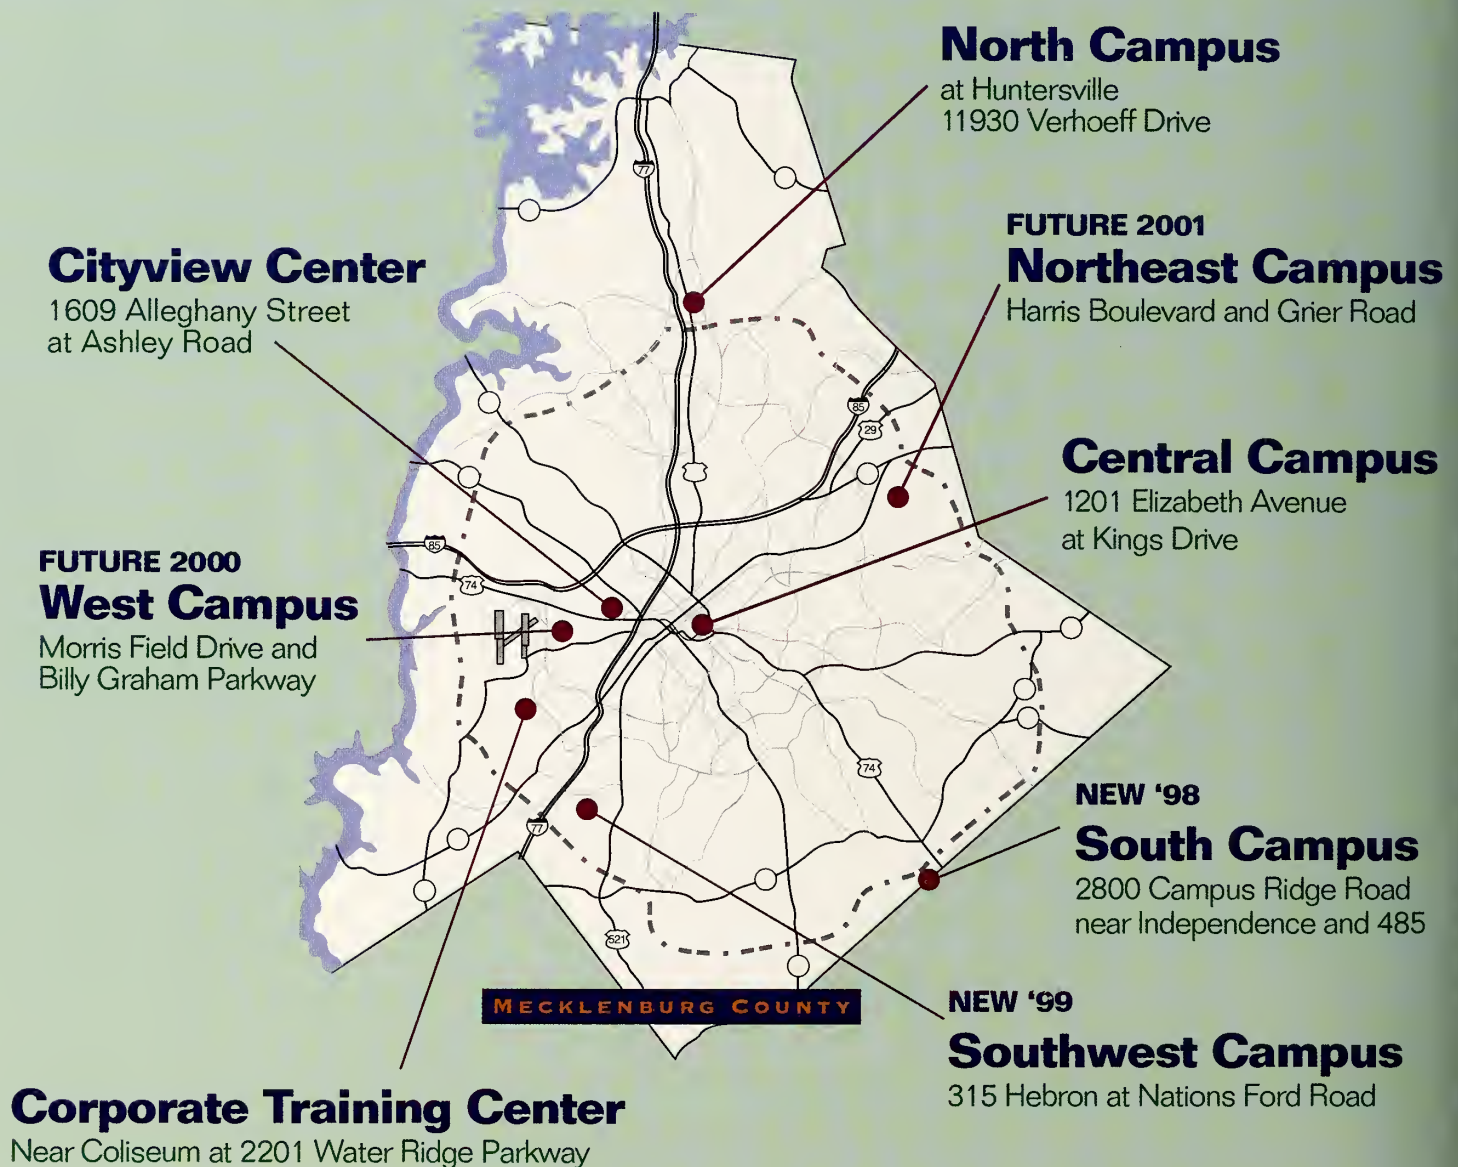 North Campus
at Huntersville
11930 Verhoeff Drive
FUTURE 2001
Northeast Campus
Harris Boulevard and Grier Road
Cityview Center
1609 Alleghany Street
at Ashley Road
Central Campus
1201 Elizabeth Avenue
at Kings Drive
FUTURE 2000
West Campus
Morris Field Drive and
Billy Graham Parkway
NEW ‘98
South Campus
2800 Campus Ridge Road
near Independence and 485
NEW ‘99
Southwest Campus
315 Hebron at Nations Ford Road
Corporate Training Center
Near Coliseum at 2201 Water Ridge Parkway
MECKLENBURG COUNTY
77
85
29
85
74
74
77
521